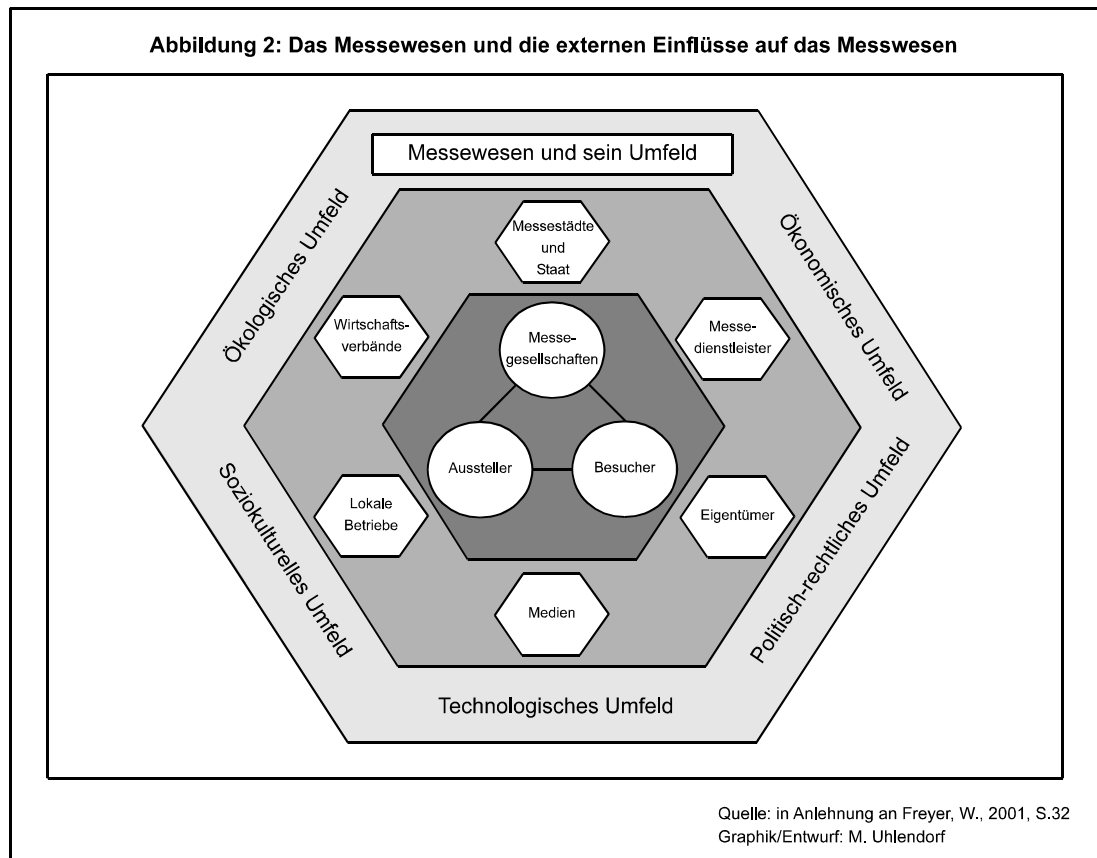 Abbildung 2: Das Messewesen und die externen Einflüsse auf das Messwesen
Messewesen und sein Umfeld
Ökologisches Umfeld
Ökonomisches Umfeld
Messestädte
und
Staat
Wirtschafts-
verbände
Messe-
dienstleister
Messe-
gesellschaften
Aussteller
Besucher
Lokale
Betriebe
Eigentümer
Medien
Soziokulturelles Umfeld
Politisch-rechtliches Umfeld
Technologisches Umfeld
Quelle: in Anlehnung an Freyer, W., 2001, S.32
Graphik/Entwurf: M. Uhlendorf